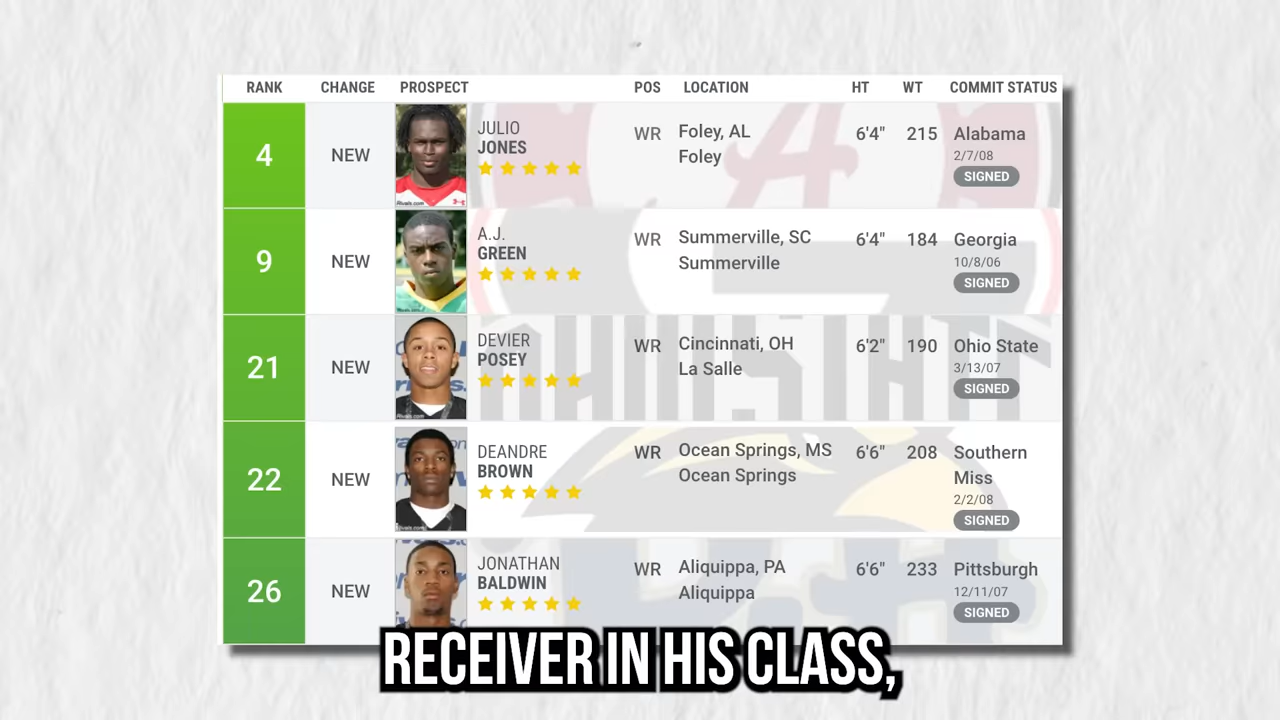 RANK CHANGE PROSPECT POS LOCATION HT WT COMMIT STATUS
4 NEW JULIO JONES WR Foley, AL Foley 6'4" 215 Alabama 2/7/08 SIGNED
9 NEW A.J. GREEN WR Summerville, SC Summerville 6'4" 184 Georgia 10/8/06 SIGNED
21 NEW DEVIER POSEY WR Cincinnati, OH La Salle 6'2" 190 Ohio State 3/13/07 SIGNED
22 NEW DEANDRE BROWN WR Ocean Springs, MS Ocean Springs 6'6" 208 Southern Miss 2/2/08 SIGNED
26 NEW JONATHAN BALDWIN WR Aliquippa, PA Aliquippa 6'6" 233 Pittsburgh 12/11/07 SIGNED
RECEIVER IN HIS CLASS,